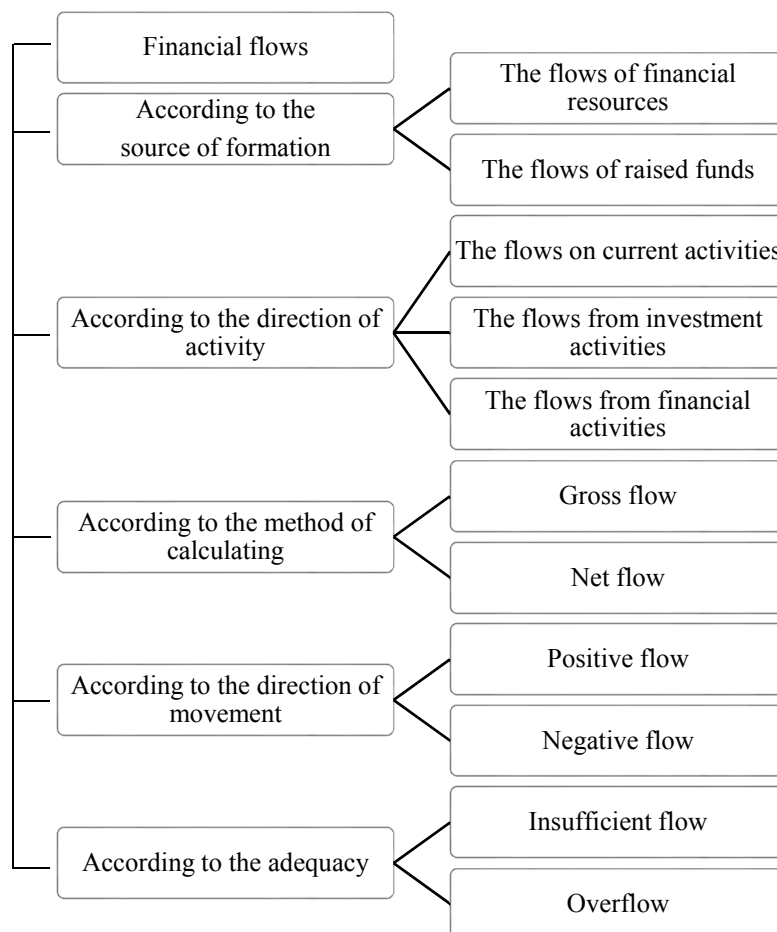 Financial flows
According to the
source of formation
The flows of financial
resources
The flows of raised funds
According to the direction of
activity
The flows on current activities
The flows from investment
activities
The flows from financial
activities
According to the method of
calculating
Gross flow
Net flow
According to the direction of
movement
Positive flow
Negative flow
According to the adequacy
Insufficient flow
Overflow